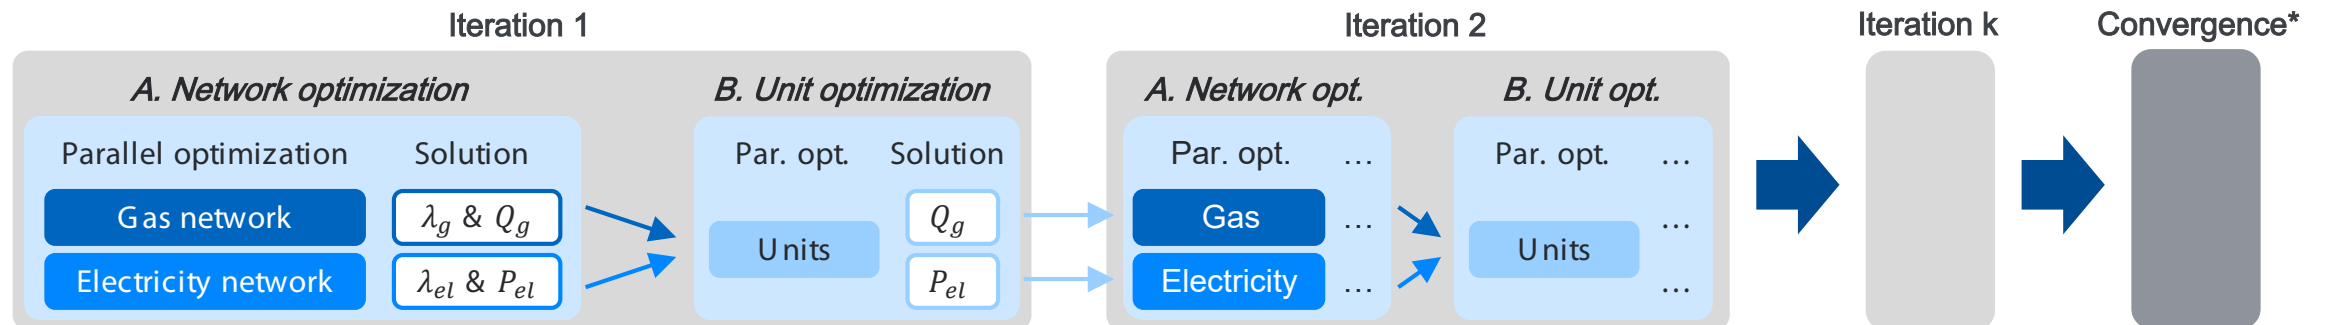 Iteration 1
Iteration 2
Iteration k
Convergence*
A. Network optimization
B. Unit optimization
A. Network opt.
B. Unit opt.
Parallel optimization
Solution
Par. opt.
Solution
Par. opt.
...
Par. opt.
...
Gas network
λg & Qg
Units
Qg
Gas
...
Units
...
Electricity network
λel & Pel
Pel
Electricity
...
...